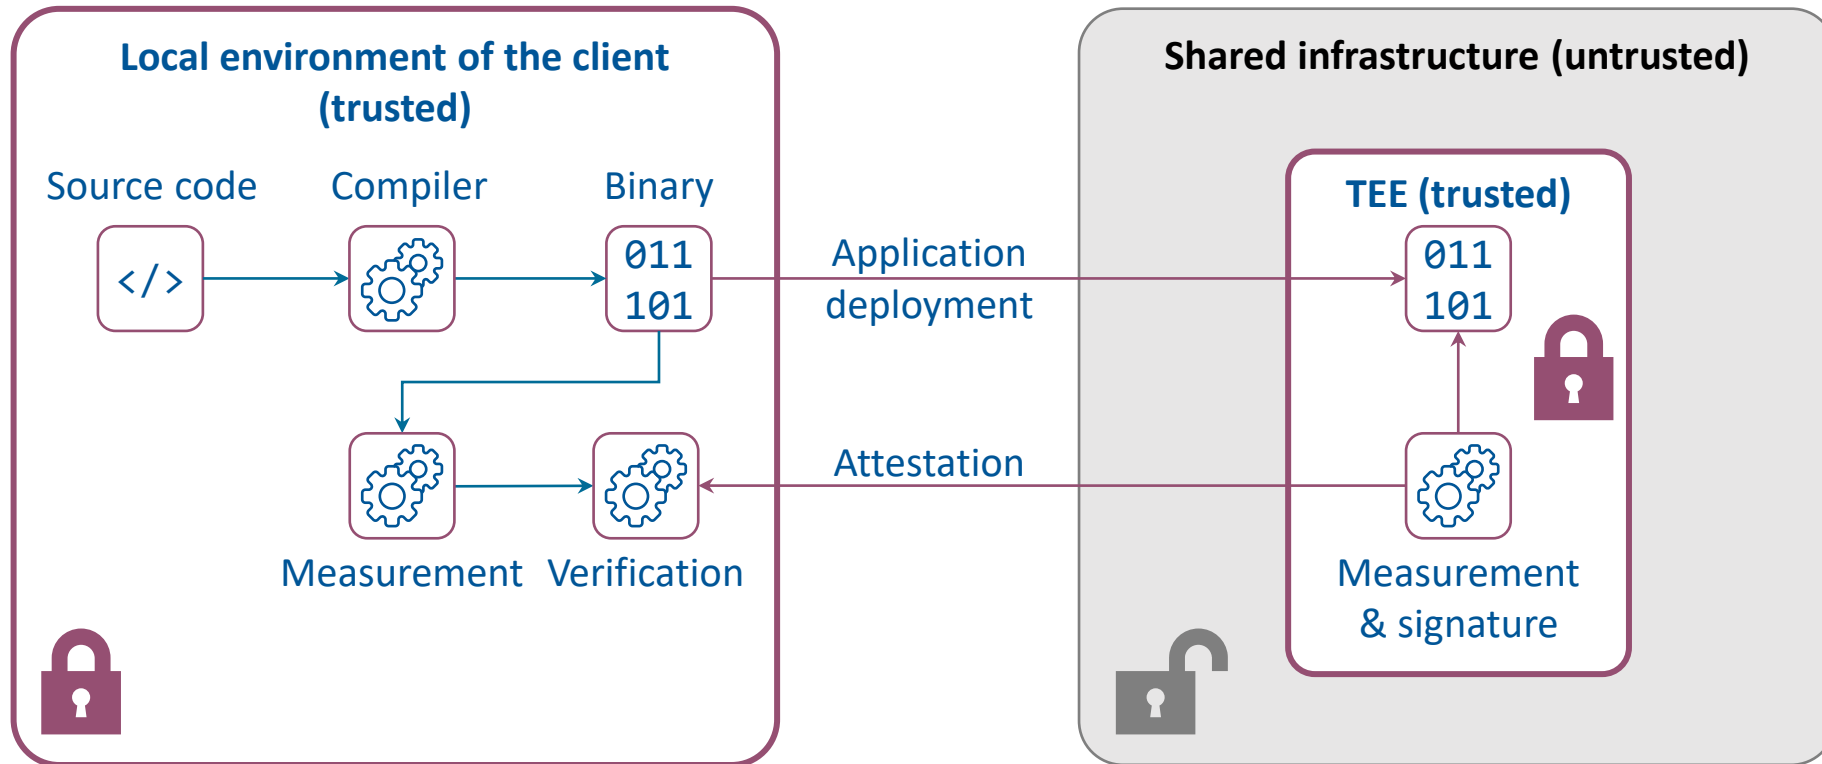 Local environment of the client
(trusted)
Source code
Compiler
Binary
</>
011
101
Measurement
Verification
Application
deployment
Attestation
Shared infrastructure (untrusted)
TEE (trusted)
011
101
Measurement
& signature